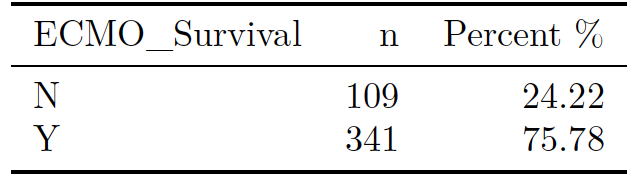 ECMO_Survival n Percent %
N 109 24.22
Y 341 75.78